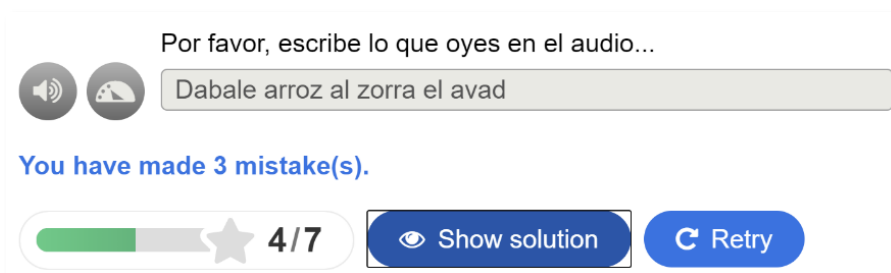 Por favor, escribe lo que oyes en el audio...
Dabale arroz al zorra el avad
You have made 3 mistake(s).
4/7 Show solution Retry